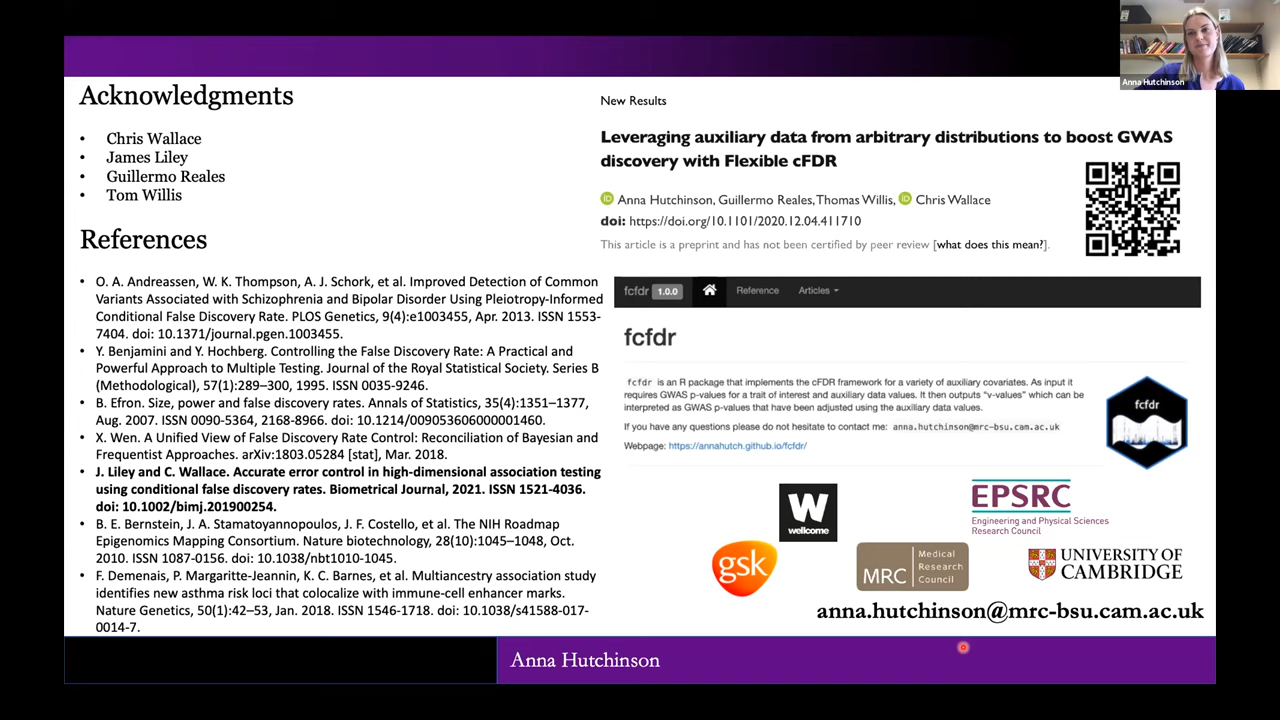 Anna Hutchinson
Acknowledgments
• Chris Wallace
• James Liley
• Guillermo Reales
• Tom Willis
References
• O. A. Andreassen, W. K. Thompson, A. J. Schork, et al. Improved Detection of Common
Variants Associated with Schizophrenia and Bipolar Disorder Using Pleiotropy-Informed
Conditional False Discovery Rate. PLOS Genetics, 9(4):e1003455, Apr. 2013. ISSN 1553-
7404. doi: 10.1371/journal.pgen.1003455.
• Y. Benjamini and Y. Hochberg. Controlling the False Discovery Rate: A Practical and
Powerful Approach to Multiple Testing. Journal of the Royal Statistical Society. Series B
(Methodological), 57(1):289–300, 1995. ISSN 0035-9246.
• B. Efron. Size, power and false discovery rates. Annals of Statistics, 35(4):1351–1377,
Aug. 2007. ISSN 0090-5364, 2168-8966. doi: 10.1214/009053606000001460.
• X. Wen. A Unified View of False Discovery Rate Control: Reconciliation of Bayesian and
Frequentist Approaches. arXiv:1803.05284 [stat], Mar. 2018.
• J. Liley and C. Wallace. Accurate error control in high-dimensional association testing
using conditional false discovery rates. Biometrical Journal, 2021. ISSN 1521-4036.
doi: 10.1002/bimj.201900254.
• B. E. Bernstein, J. A. Stamatoyannopoulos, J. F. Costello, et al. The NIH Roadmap
Epigenomics Mapping Consortium. Nature biotechnology, 28(10):1045–1048, Oct.
2010. ISSN 1087-0156. doi: 10.1038/nbt1010-1045.
• F. Demenais, P. Margaritte-Jeannin, K. C. Barnes, et al. Multiancestry association study
identifies new asthma risk loci that colocalize with immune-cell enhancer marks.
Nature Genetics, 50(1):42–53, Jan. 2018. ISSN 1546-1718. doi: 10.1038/s41588-017-
0014-7.
New Results
Leveraging auxiliary data from arbitrary distributions to boost GWAS
discovery with Flexible cFDR
iD Anna Hutchinson, Guillermo Reales, Thomas Willis, iD Chris Wallace
doi: https://doi.org/10.1101/2020.12.04.411710
This article is a preprint and has not been certified by peer review [what does this mean?].
fcfdr 1.0.0 Reference Articles
fcfdr
fcfdr is an R package that implements the cFDR framework for a variety of auxiliary covariates. As input it
requires GWAS p-values for a trait of interest and auxiliary data values. It then outputs "v-values" which can be
interpreted as GWAS p-values that have been adjusted using the auxiliary data values.
If you have any questions please do not hesitate to contact me: anna.hutchinson@mrc-bsu.cam.ac.uk
Webpage: https://annahutch.github.io/fcfdr/
fcfdr
W
wellcome
EPSRC
Engineering and Physical Sciences
Research Council
gsk
MRC
Medical
Research
Council
UNIVERSITY OF
CAMBRIDGE
anna.hutchinson@mrc-bsu.cam.ac.uk
Anna Hutchinson